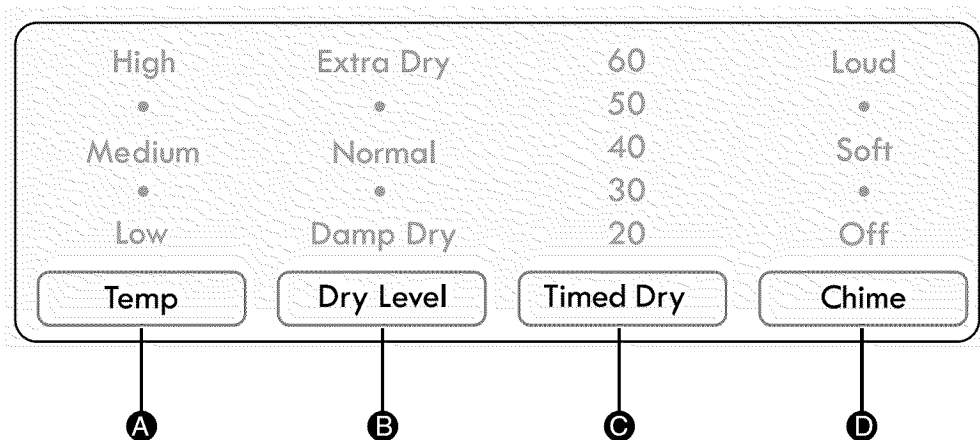 High Extra Dry 60 Loud
• • 50 •
Medium Normal 40 Soft
• • 30 •
Low Damp Dry 20 Off
Temp Dry Level Timed Dry Chime
A B C D